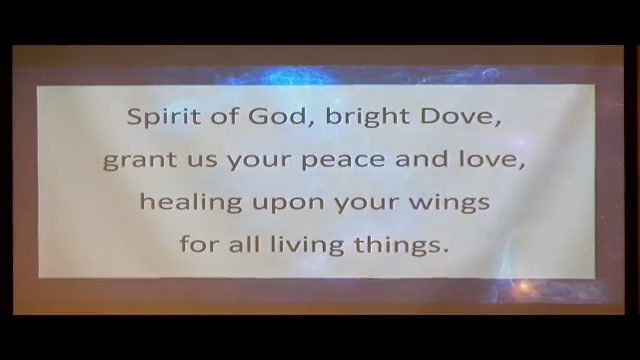 Spirit of God, bright Dove,
grant us your peace and love,
healing upon your wings
for all living things.